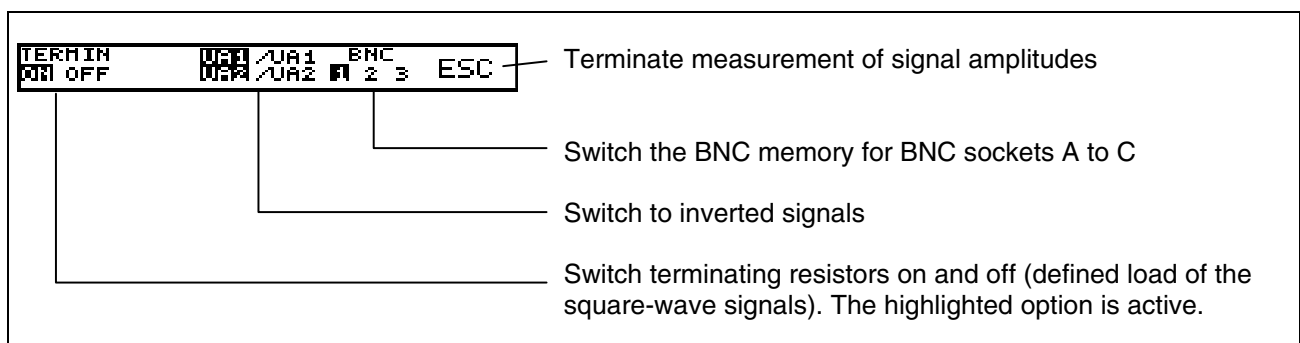 TERMIN UA1 /UA1 BNC
ON OFF UA2 /UA2 1 2 3 ESC
Terminate measurement of signal amplitudes
Switch the BNC memory for BNC sockets A to C
Switch to inverted signals
Switch terminating resistors on and off (defined load of the
square-wave signals). The highlighted option is active.